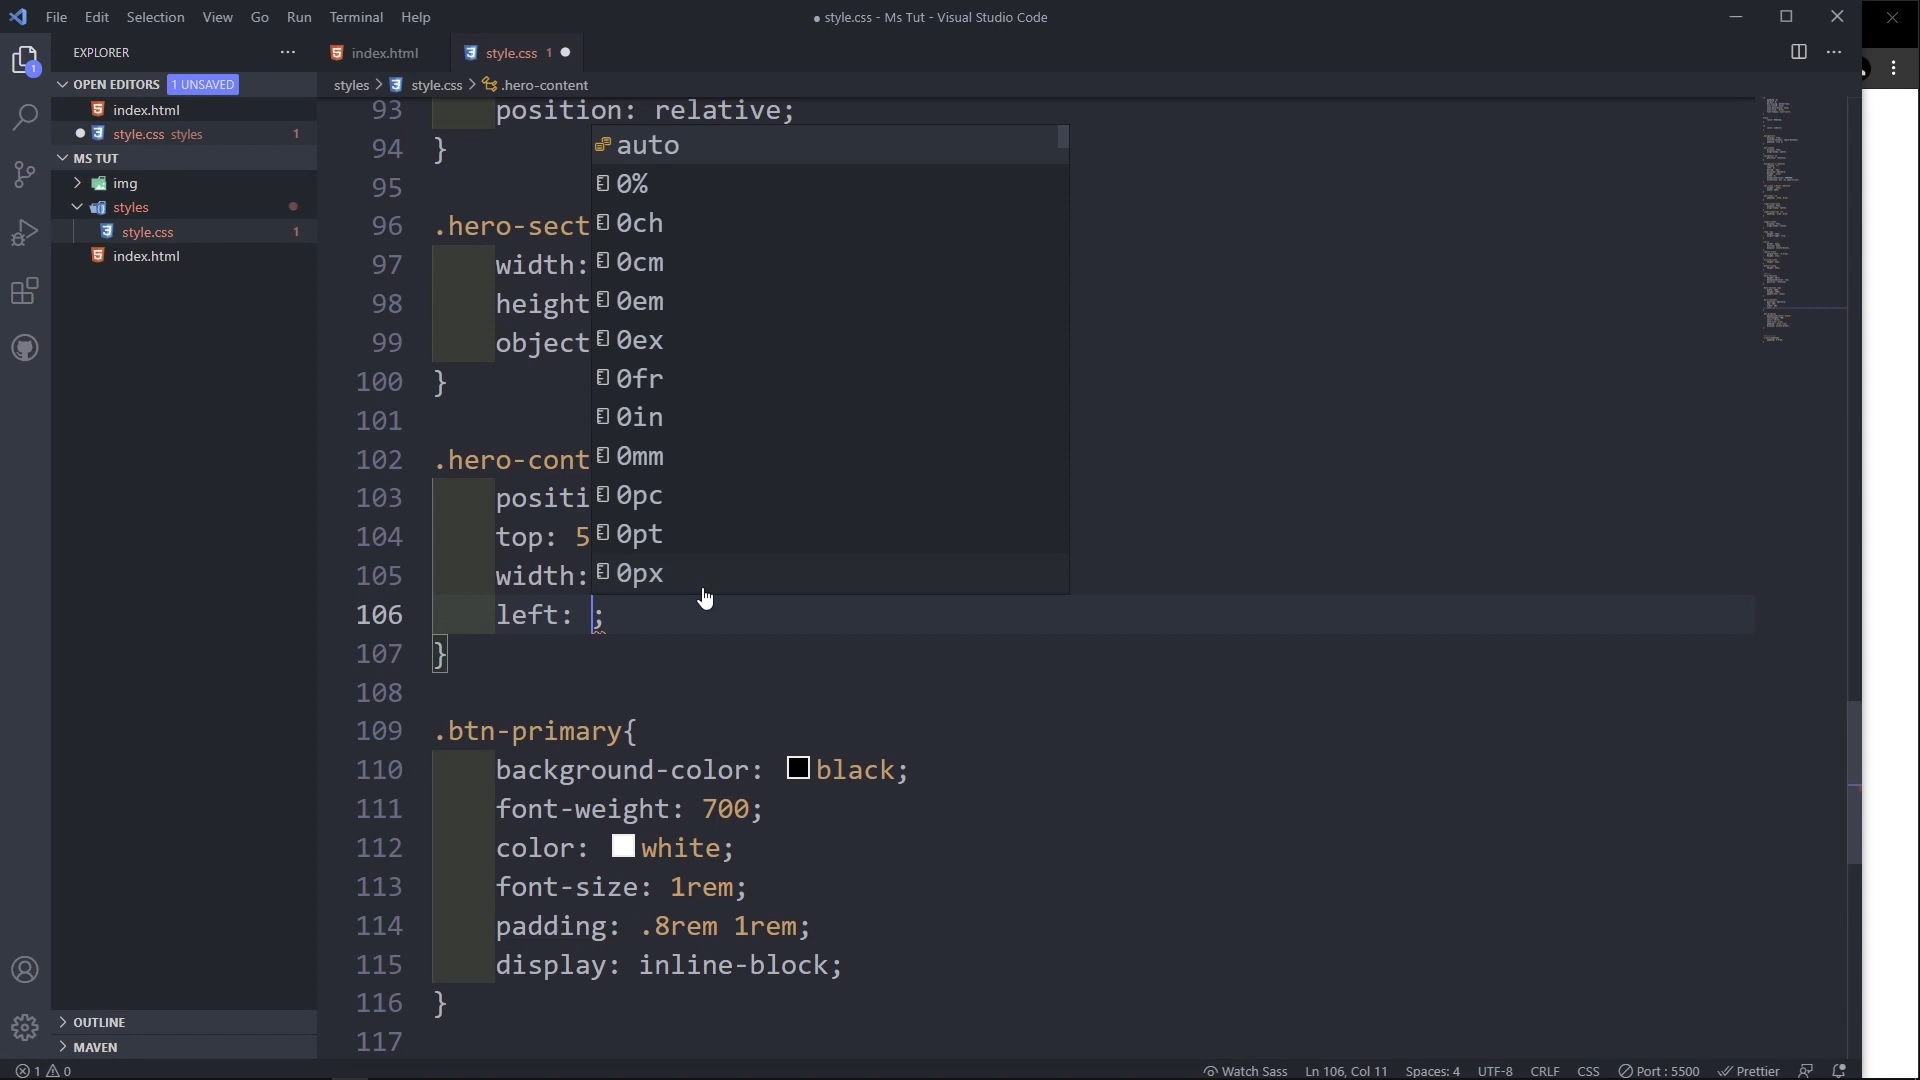 File Edit Selection View Go Run Terminal Help
● style.css - Ms Tut - Visual Studio Code
EXPLORER
OPEN EDITORS 1 UNSAVED
index.html
style.css styles 1
MS TUT
img
styles
style.css 1
index.html
OUTLINE
MAVEN
1
index.html
style.css 1
styles > style.css > .hero-content
93 position: relative;
94 }
95
96 .hero-sect
97 width:
98 height
99 object
100 }
101
102 .hero-cont
103 positi
104 top: 5
105 width:
106 left: ;
107 }
108
109 .btn-primary{
110 background-color: black;
111 font-weight: 700;
112 color: white;
113 font-size: 1rem;
114 padding: .8rem 1rem;
115 display: inline-block;
116 }
117
auto
0%
0ch
0cm
0em
0ex
0fr
0in
0mm
0pc
0pt
0px
1 0
Watch Sass Ln 106, Col 11 Spaces: 4 UTF-8 CRLF CSS Port : 5500 Prettier